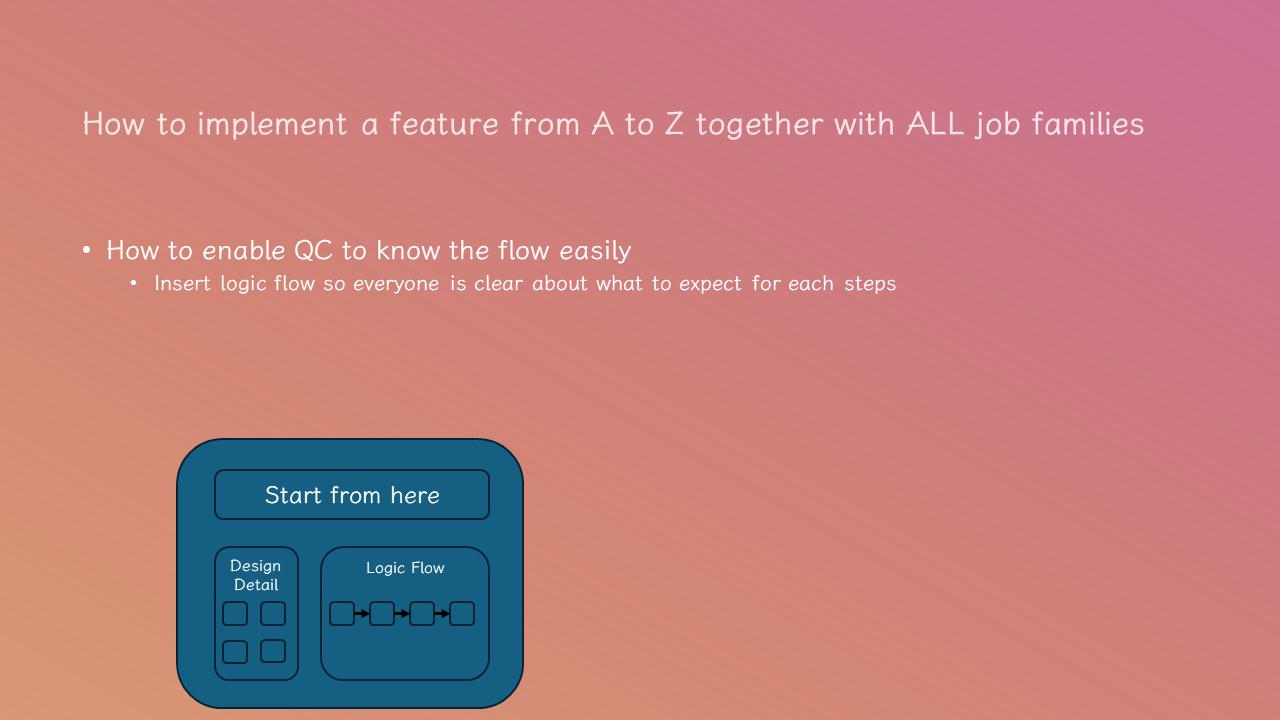 How to implement a feature from A to Z together with ALL job families
• How to enable QC to know the flow easily
• Insert logic flow so everyone is clear about what to expect for each steps
Start from here
Design
Detail
Logic Flow